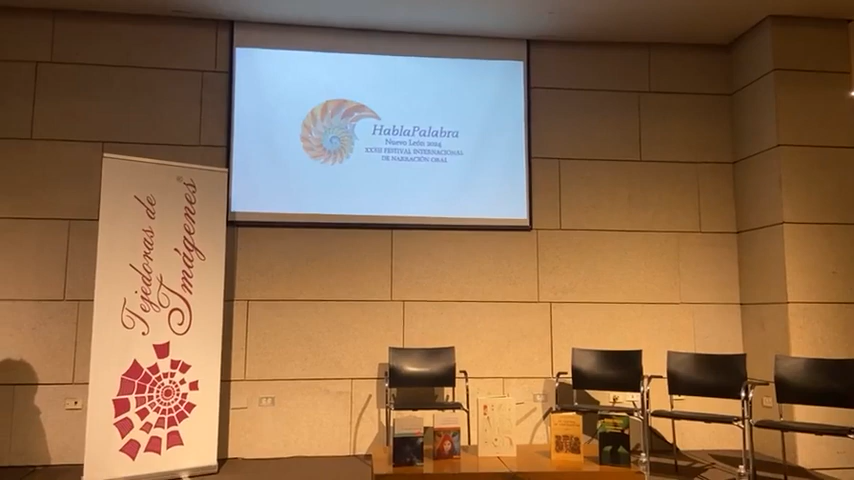 HablaPalabra
Nuevo León 2024
XXXII FESTIVAL INTERNACIONAL
DE NARRACIÓN ORAL
Tejedoras de
Imágenes®